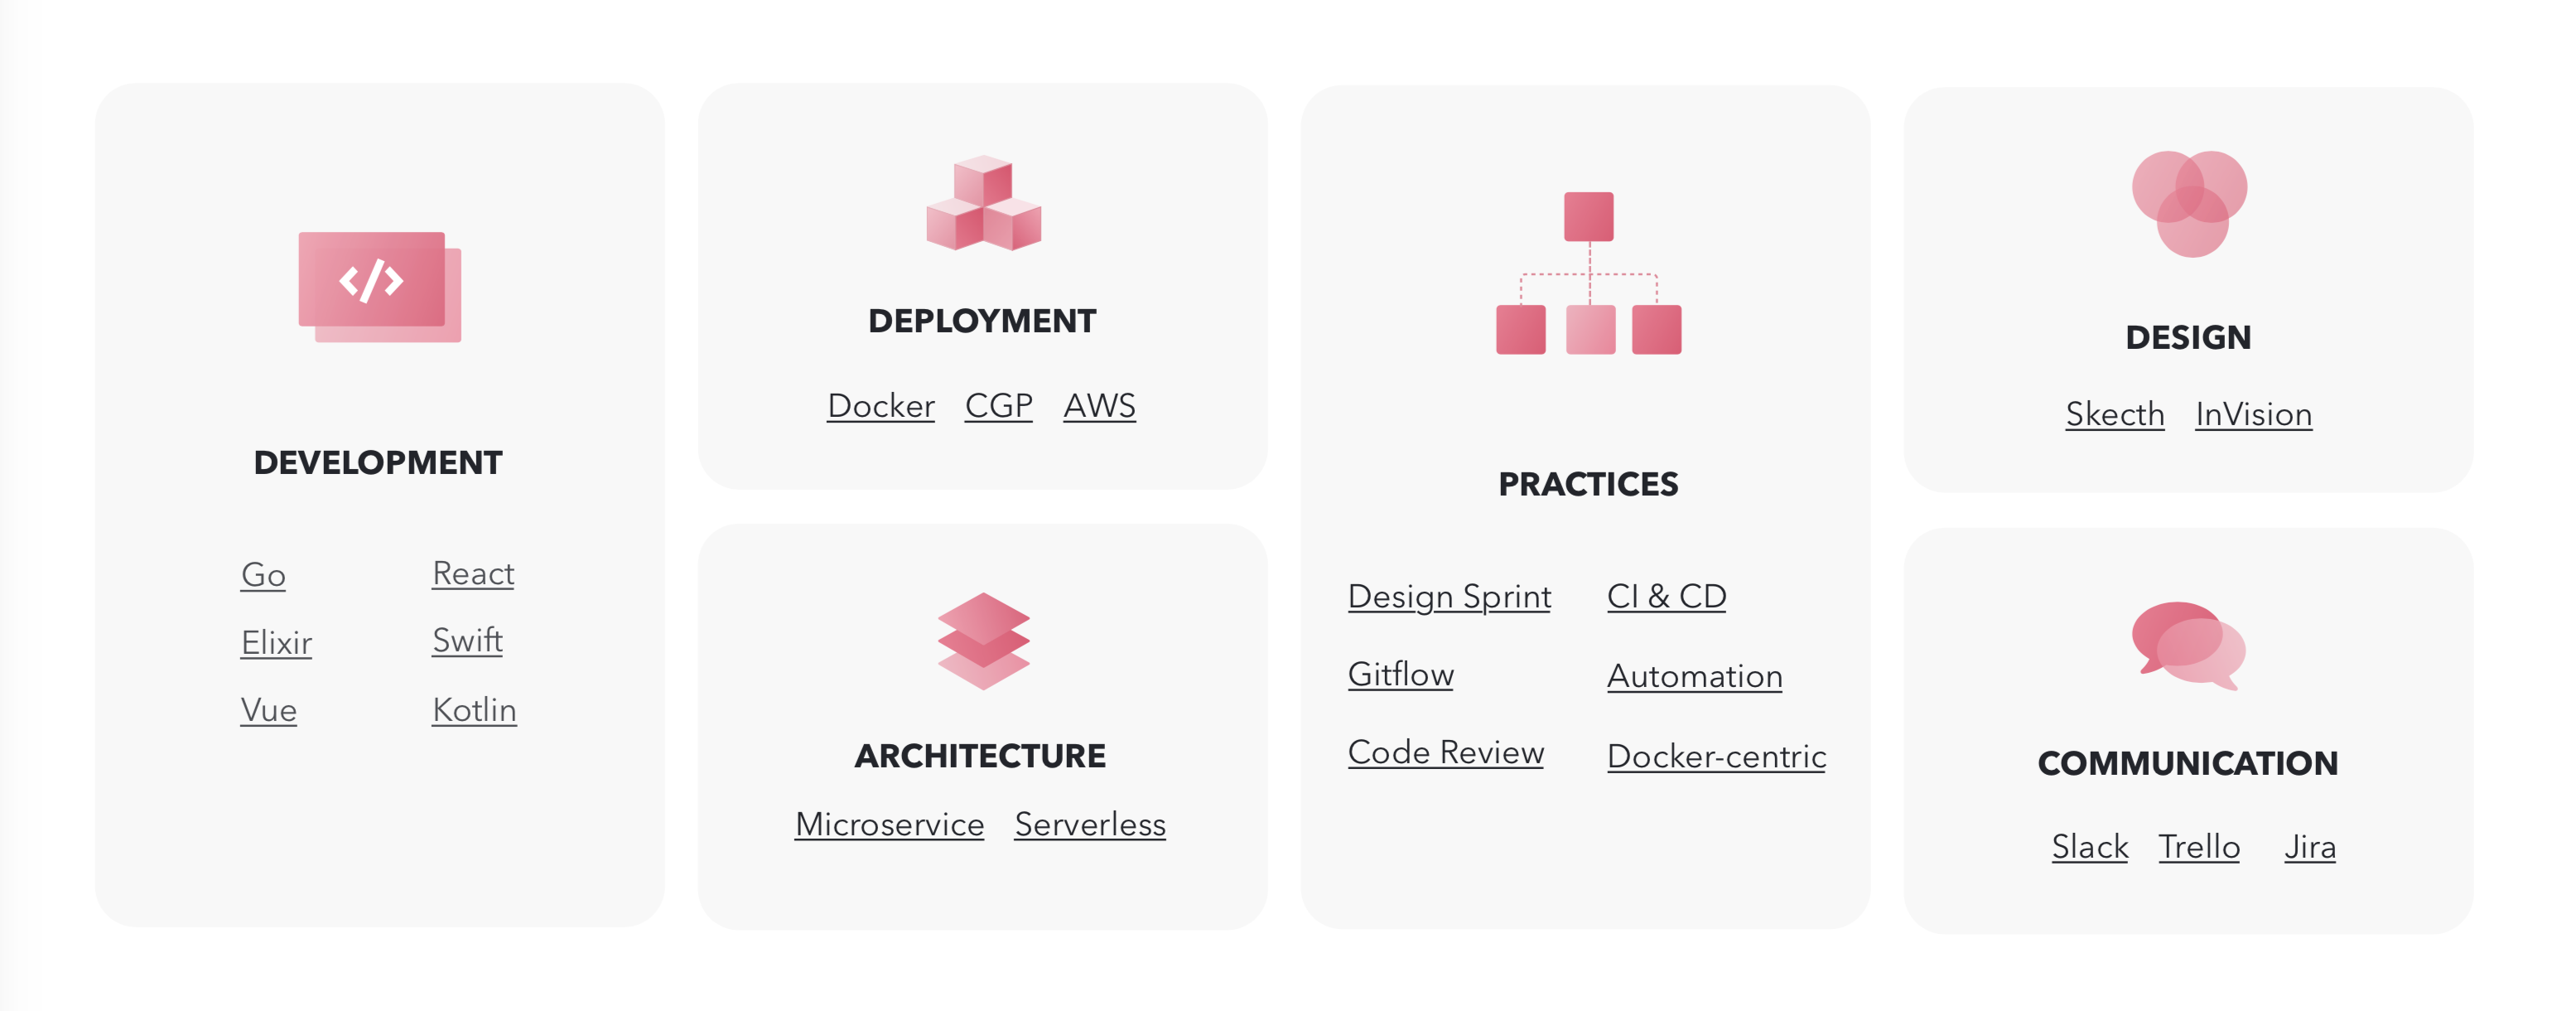 </>
DEVELOPMENT
Go React
Elixir Swift
Vue Kotlin
DEPLOYMENT
Docker CGP AWS
ARCHITECTURE
Microservice Serverless
PRACTICES
Design Sprint CI & CD
Gitflow Automation
Code Review Docker-centric
DESIGN
Skecth InVision
COMMUNICATION
Slack Trello Jira